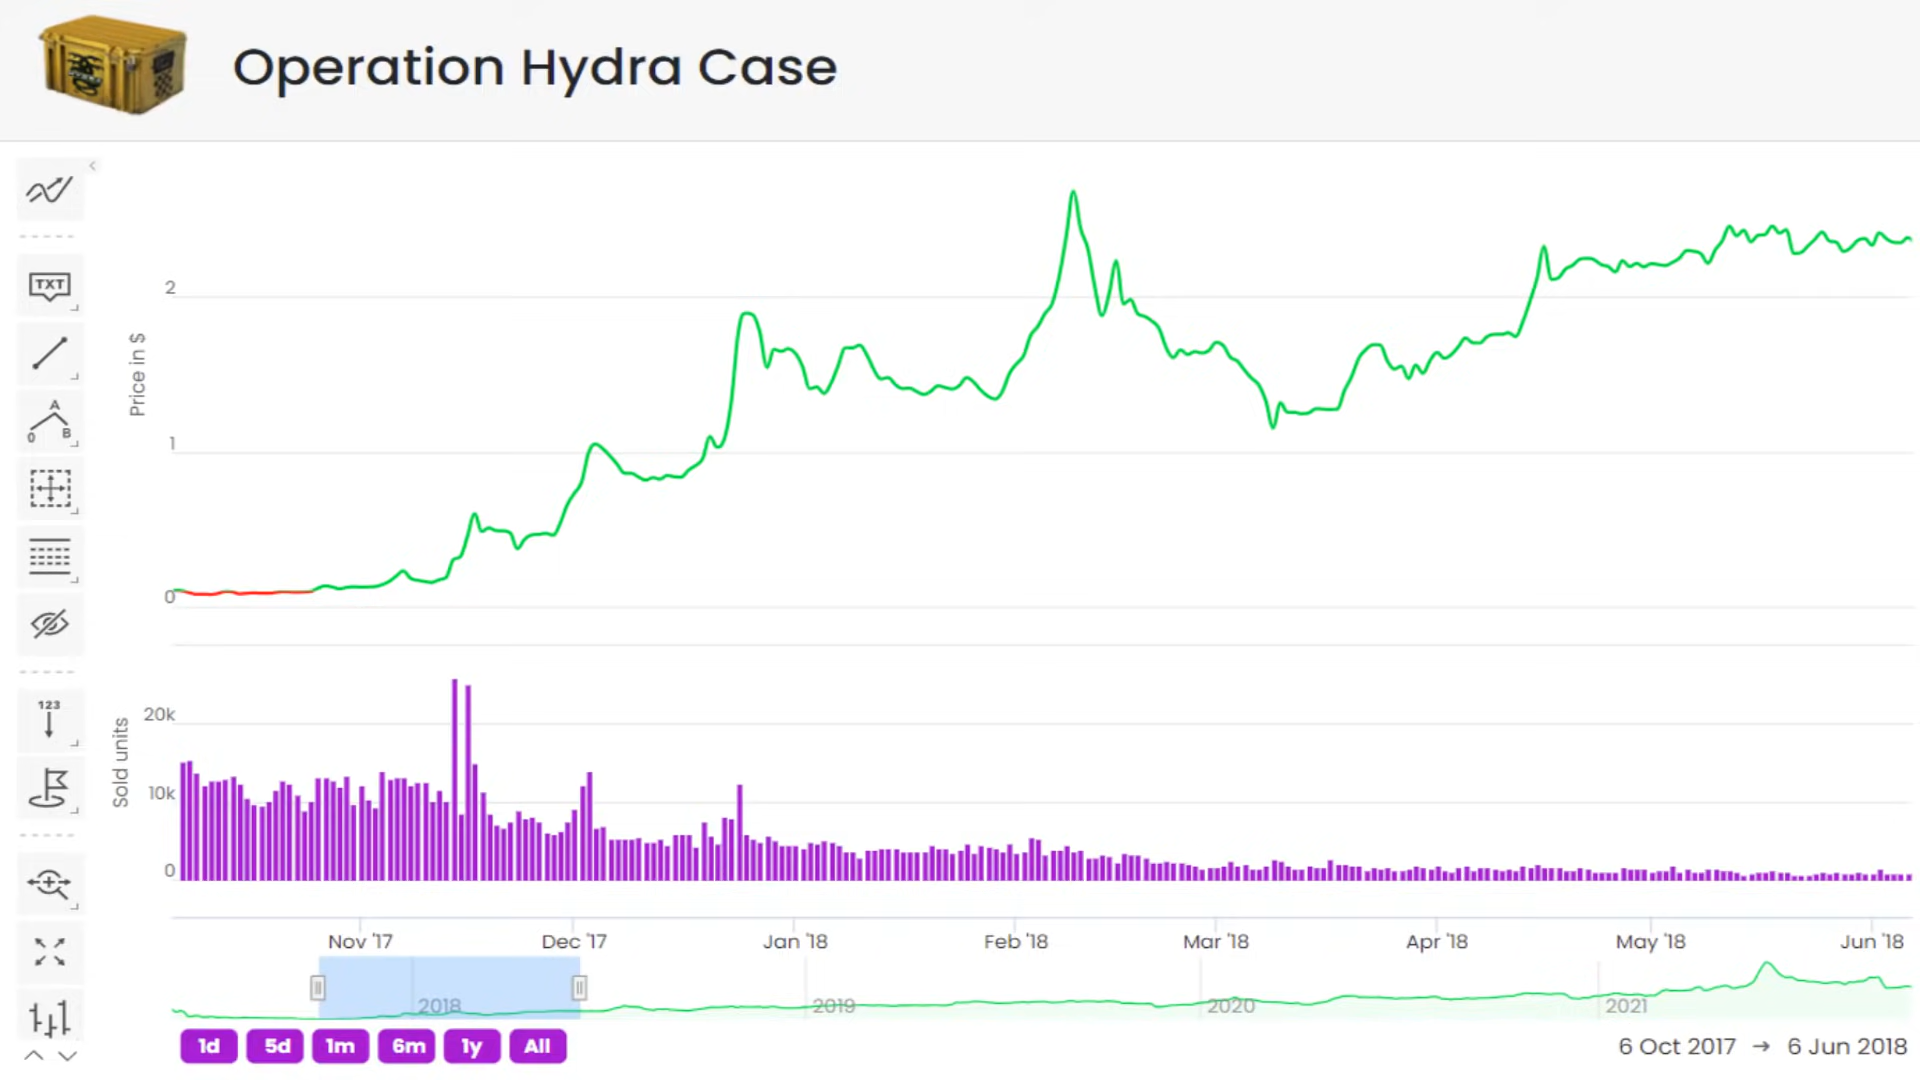 Operation Hydra Case
TXT
A
0 B
123
Price in $
2
1
0
Sold units
20k
10k
0
Nov '17 Dec '17 Jan '18 Feb '18 Mar '18 Apr '18 May '18 Jun '18
2018 2019 2020 2021
1d 5d 1m 6m 1y All
6 Oct 2017 → 6 Jun 2018